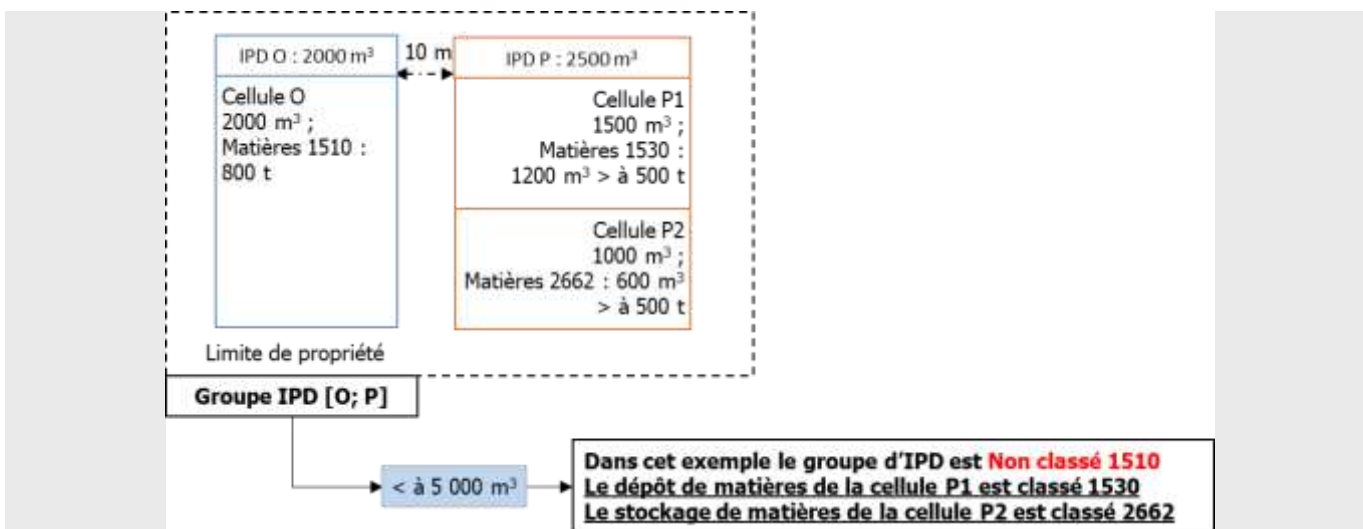 IPD O : 2000 m³
10 m
IPD P : 2500 m³
Cellule O
2000 m³ ;
Matières 1510 :
800 t
Cellule P1
1500 m³ ;
Matières 1530 :
1200 m³ > à 500 t
Cellule P2
1000 m³ ;
Matières 2662 : 600 m³
> à 500 t
Limite de propriété
Groupe IPD [O; P]
< à 5 000 m³
Dans cet exemple le groupe d'IPD est Non classé 1510
Le dépôt de matières de la cellule P1 est classé 1530
Le stockage de matières de la cellule P2 est classé 2662